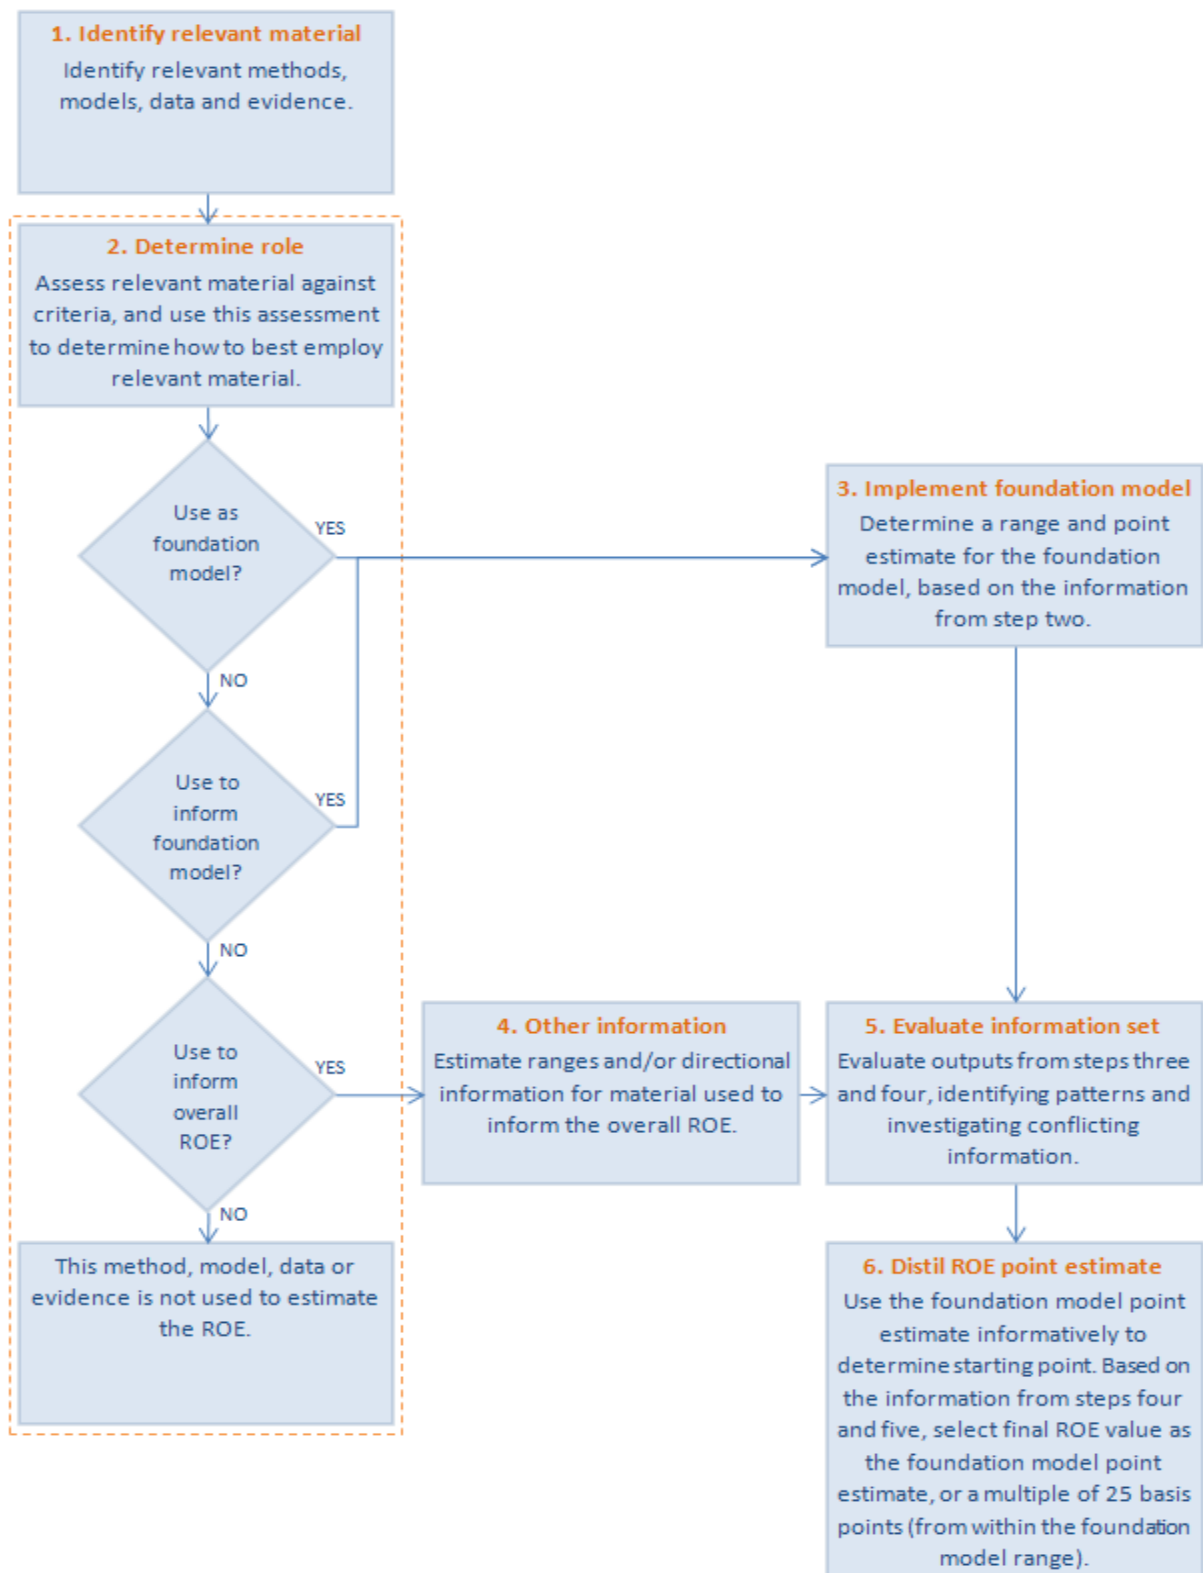 1. Identify relevant material
Identify relevant methods,
models, data and evidence.
2. Determine role
Assess relevant material against
criteria, and use this assessment
to determine how to best employ
relevant material.
Use as
foundation
model?
YES
NO
3. Implement foundation model
Determine a range and point
estimate for the foundation
model, based on the information
from step two.
Use to
inform
foundation
model?
YES
NO
Use to
inform
overall
ROE?
YES
NO
4. Other information
Estimate ranges and/or directional
information for material used to
inform the overall ROE.
5. Evaluate information set
Evaluate outputs from steps three
and four, identifying patterns and
investigating conflicting
information.
This method, model, data or
evidence is not used to estimate
the ROE.
6. Distil ROE point estimate
Use the foundation model point
estimate informatively to
determine starting point. Based on
the information from steps four
and five, select final ROE value as
the foundation model point
estimate, or a multiple of 25 basis
points (from within the foundation
model range).